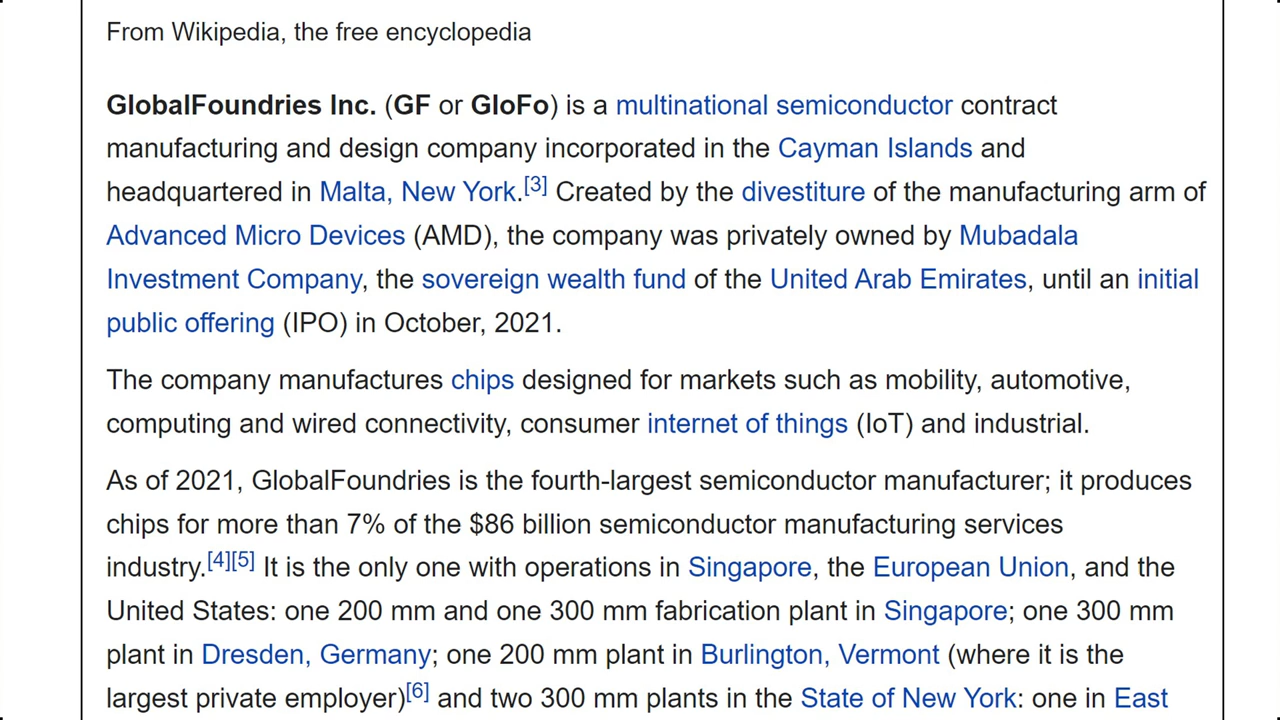 From Wikipedia, the free encyclopedia
GlobalFoundries Inc. (GF or GloFo) is a multinational semiconductor contract
manufacturing and design company incorporated in the Cayman Islands and
headquartered in Malta, New York.[3] Created by the divestiture of the manufacturing arm of
Advanced Micro Devices (AMD), the company was privately owned by Mubadala
Investment Company, the sovereign wealth fund of the United Arab Emirates, until an initial
public offering (IPO) in October, 2021.
The company manufactures chips designed for markets such as mobility, automotive,
computing and wired connectivity, consumer internet of things (IoT) and industrial.
As of 2021, GlobalFoundries is the fourth-largest semiconductor manufacturer; it produces
chips for more than 7% of the $86 billion semiconductor manufacturing services
industry.[4][5] It is the only one with operations in Singapore, the European Union, and the
United States: one 200 mm and one 300 mm fabrication plant in Singapore; one 300 mm
plant in Dresden, Germany; one 200 mm plant in Burlington, Vermont (where it is the
largest private employer)[6] and two 300 mm plants in the State of New York: one in East